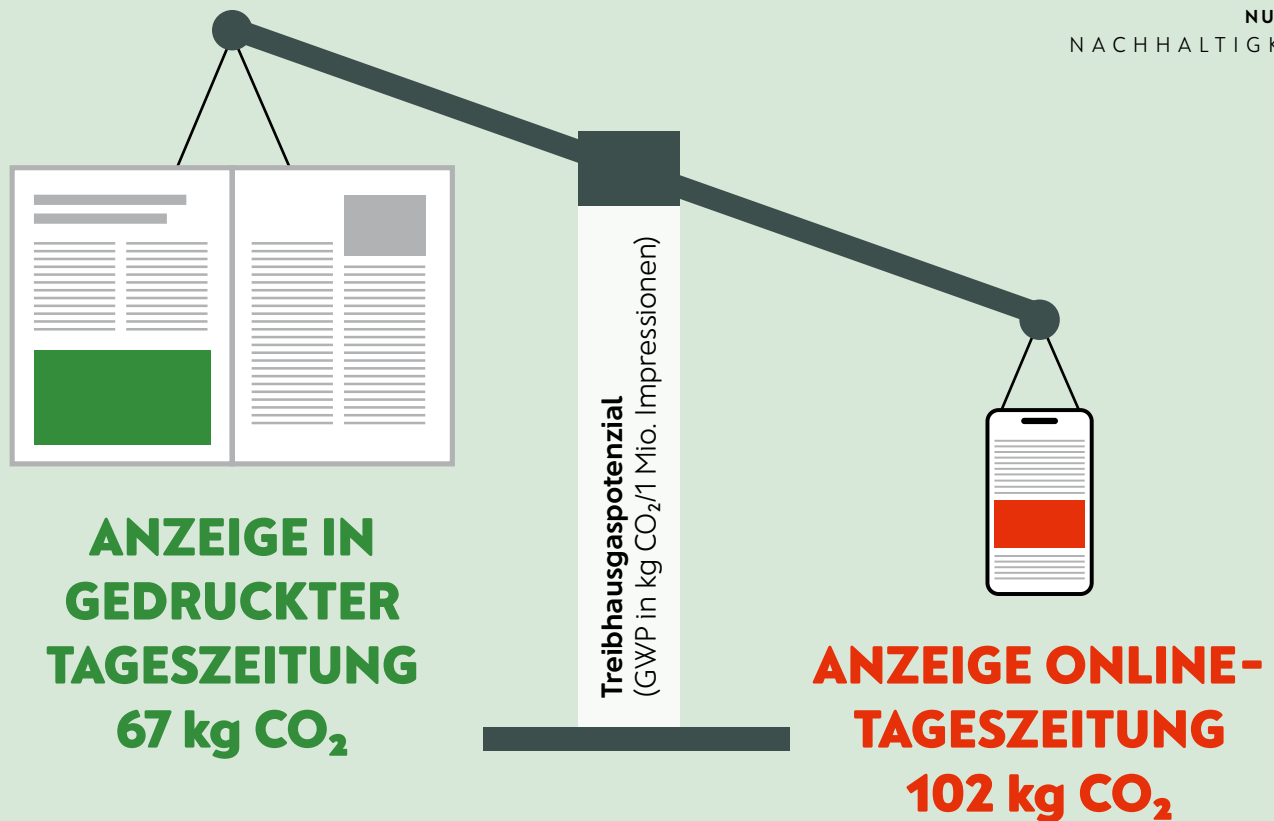 NU
NACHHALTIGK
Treibhausgaspotenzial
(GWP in kg CO₂/1 Mio. Impressionen)
ANZEIGE IN
GEDRUCKTER
TAGESZEITUNG
67 kg CO₂
ANZEIGE ONLINE-
TAGESZEITUNG
102 kg CO₂